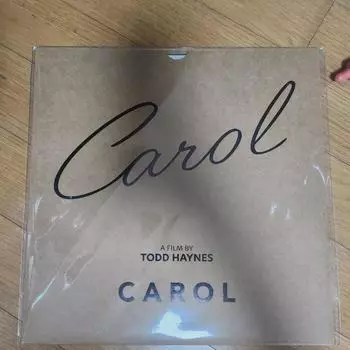 Carol
A FILM BY
TODD HAYNES
CAROL